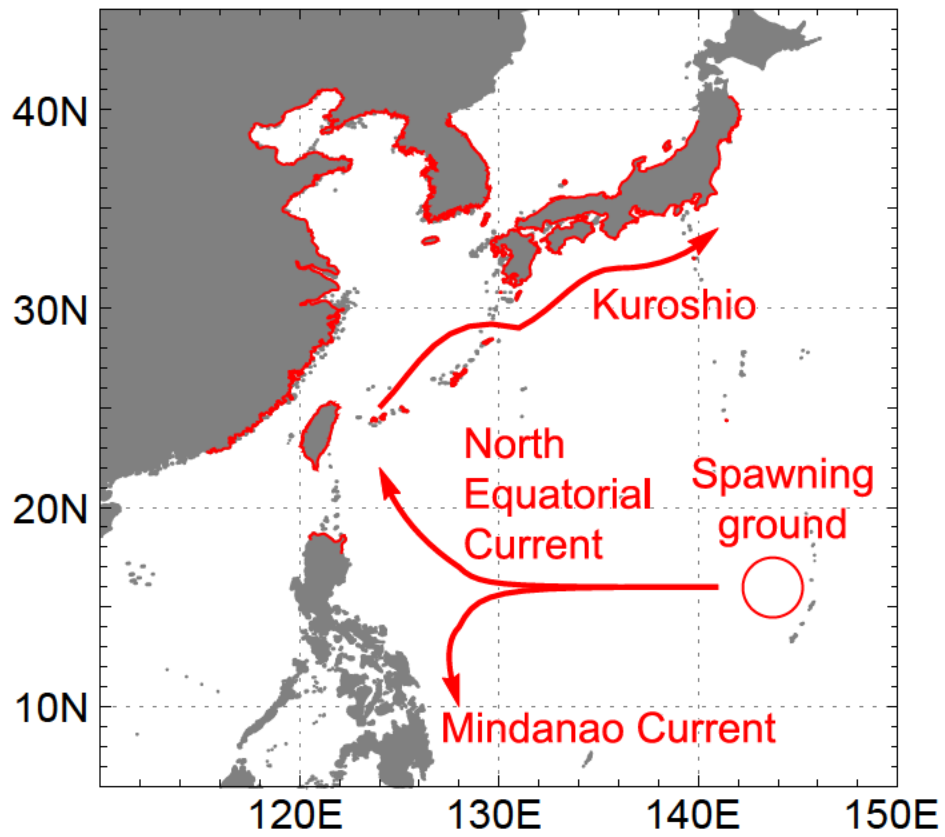 40N
30N
20N
10N
Kuroshio
North
Equatorial
Current
Spawning
ground
Mindanao Current
120E
130E
140E
150E